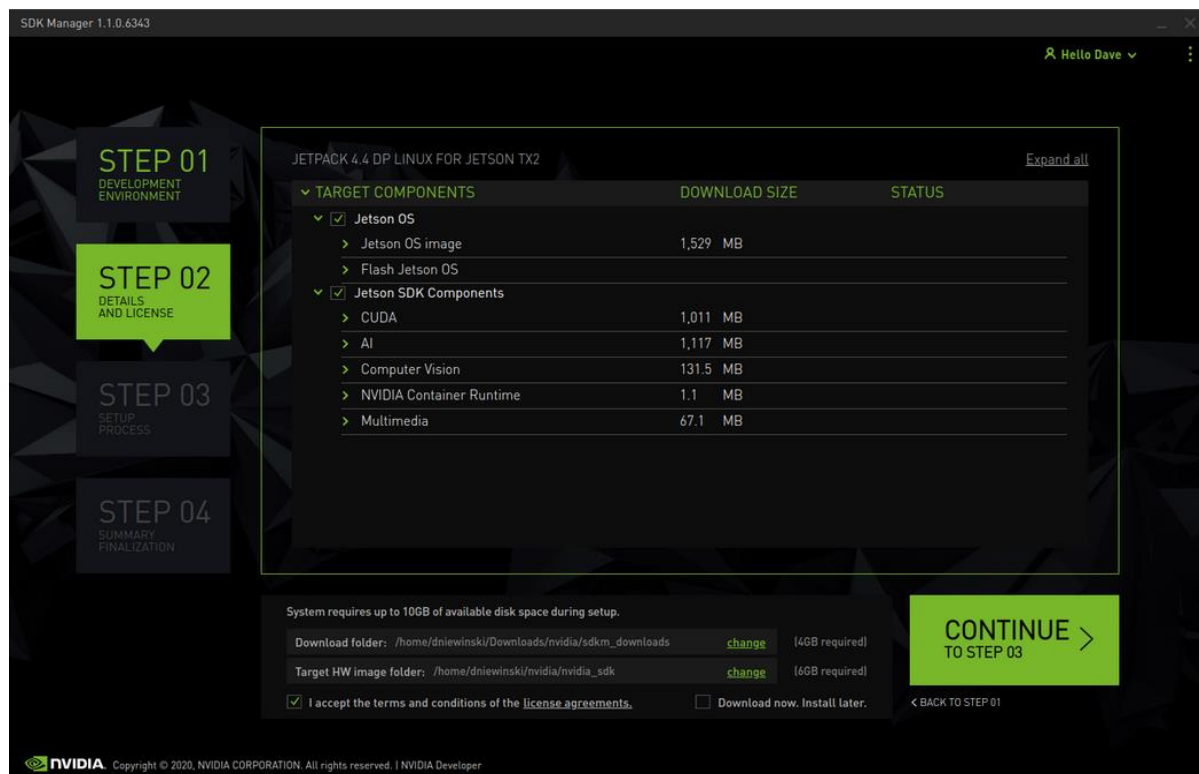 SDK Manager 1.1.0.6343
Hello Dave
STEP 01
DEVELOPMENT
ENVIRONMENT
STEP 02
DETAILS
AND LICENSE
STEP 03
SETUP
PROCESS
STEP 04
SUMMARY
FINALIZATION
JETPACK 4.4 DP LINUX FOR JETSON TX2 Expand all
TARGET COMPONENTS DOWNLOAD SIZE STATUS
Jetson OS
Jetson OS image 1,529 MB
Flash Jetson OS
Jetson SDK Components
CUDA 1,011 MB
AI 1,117 MB
Computer Vision 131.5 MB
NVIDIA Container Runtime 1.1 MB
Multimedia 67.1 MB
System requires up to 10GB of available disk space during setup.
Download folder: /home/dniewinski/Downloads/nvidia/sdkm_downloads change (4GB required)
Target HW image folder: /home/dniewinski/nvidia/nvidia_sdk change (6GB required)
I accept the terms and conditions of the license agreements. Download now. Install later.
CONTINUE
TO STEP 03
BACK TO STEP 01
NVIDIA. Copyright © 2020, NVIDIA CORPORATION. All rights reserved. | NVIDIA Developer